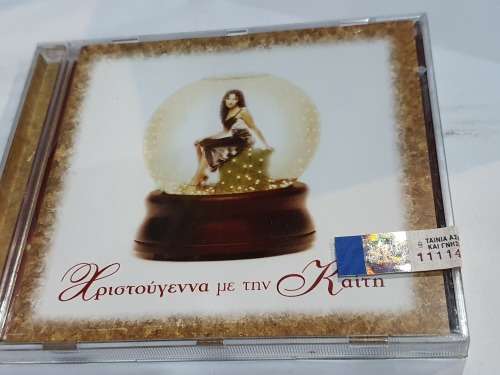 Χριστούγεννα με την Καίτη
ΤΑΙΝΙΑ ΑΣ
ΚΑΙ ΓΝΗΣ
11114